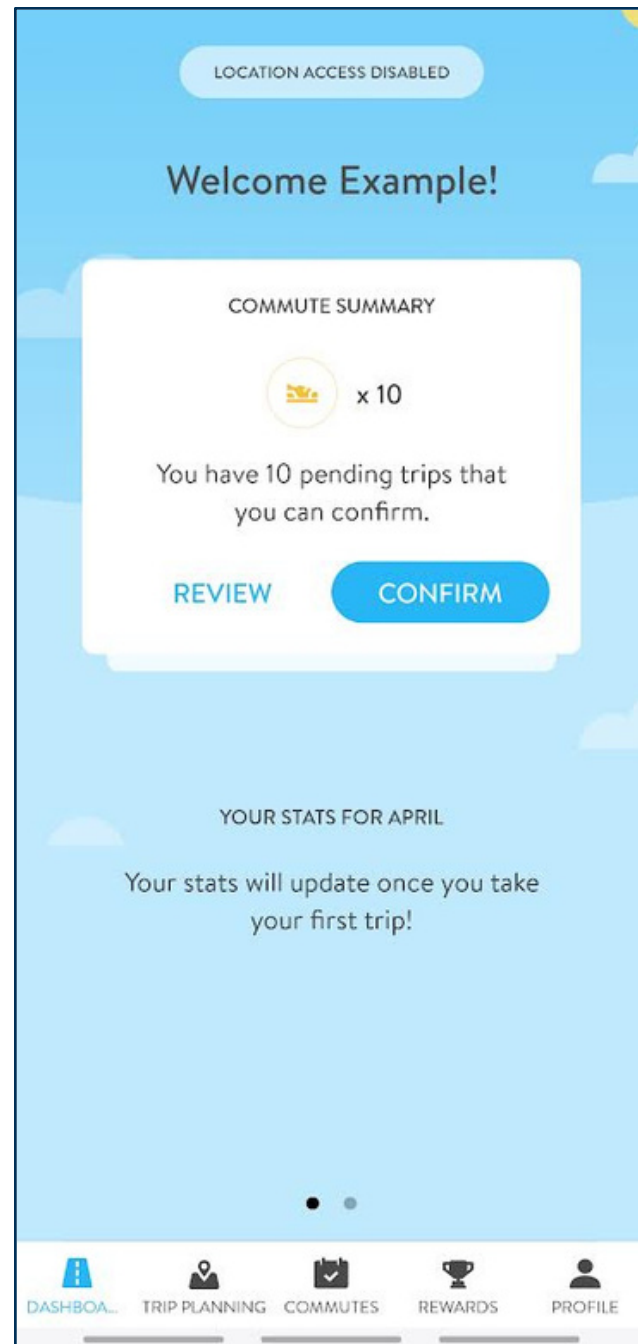 LOCATION ACCESS DISABLED
Welcome Example!
COMMUTE SUMMARY
x 10
You have 10 pending trips that
you can confirm.
REVIEW
CONFIRM
YOUR STATS FOR APRIL
Your stats will update once you take
your first trip!
DASHBOA...
TRIP PLANNING
COMMUTES
REWARDS
PROFILE